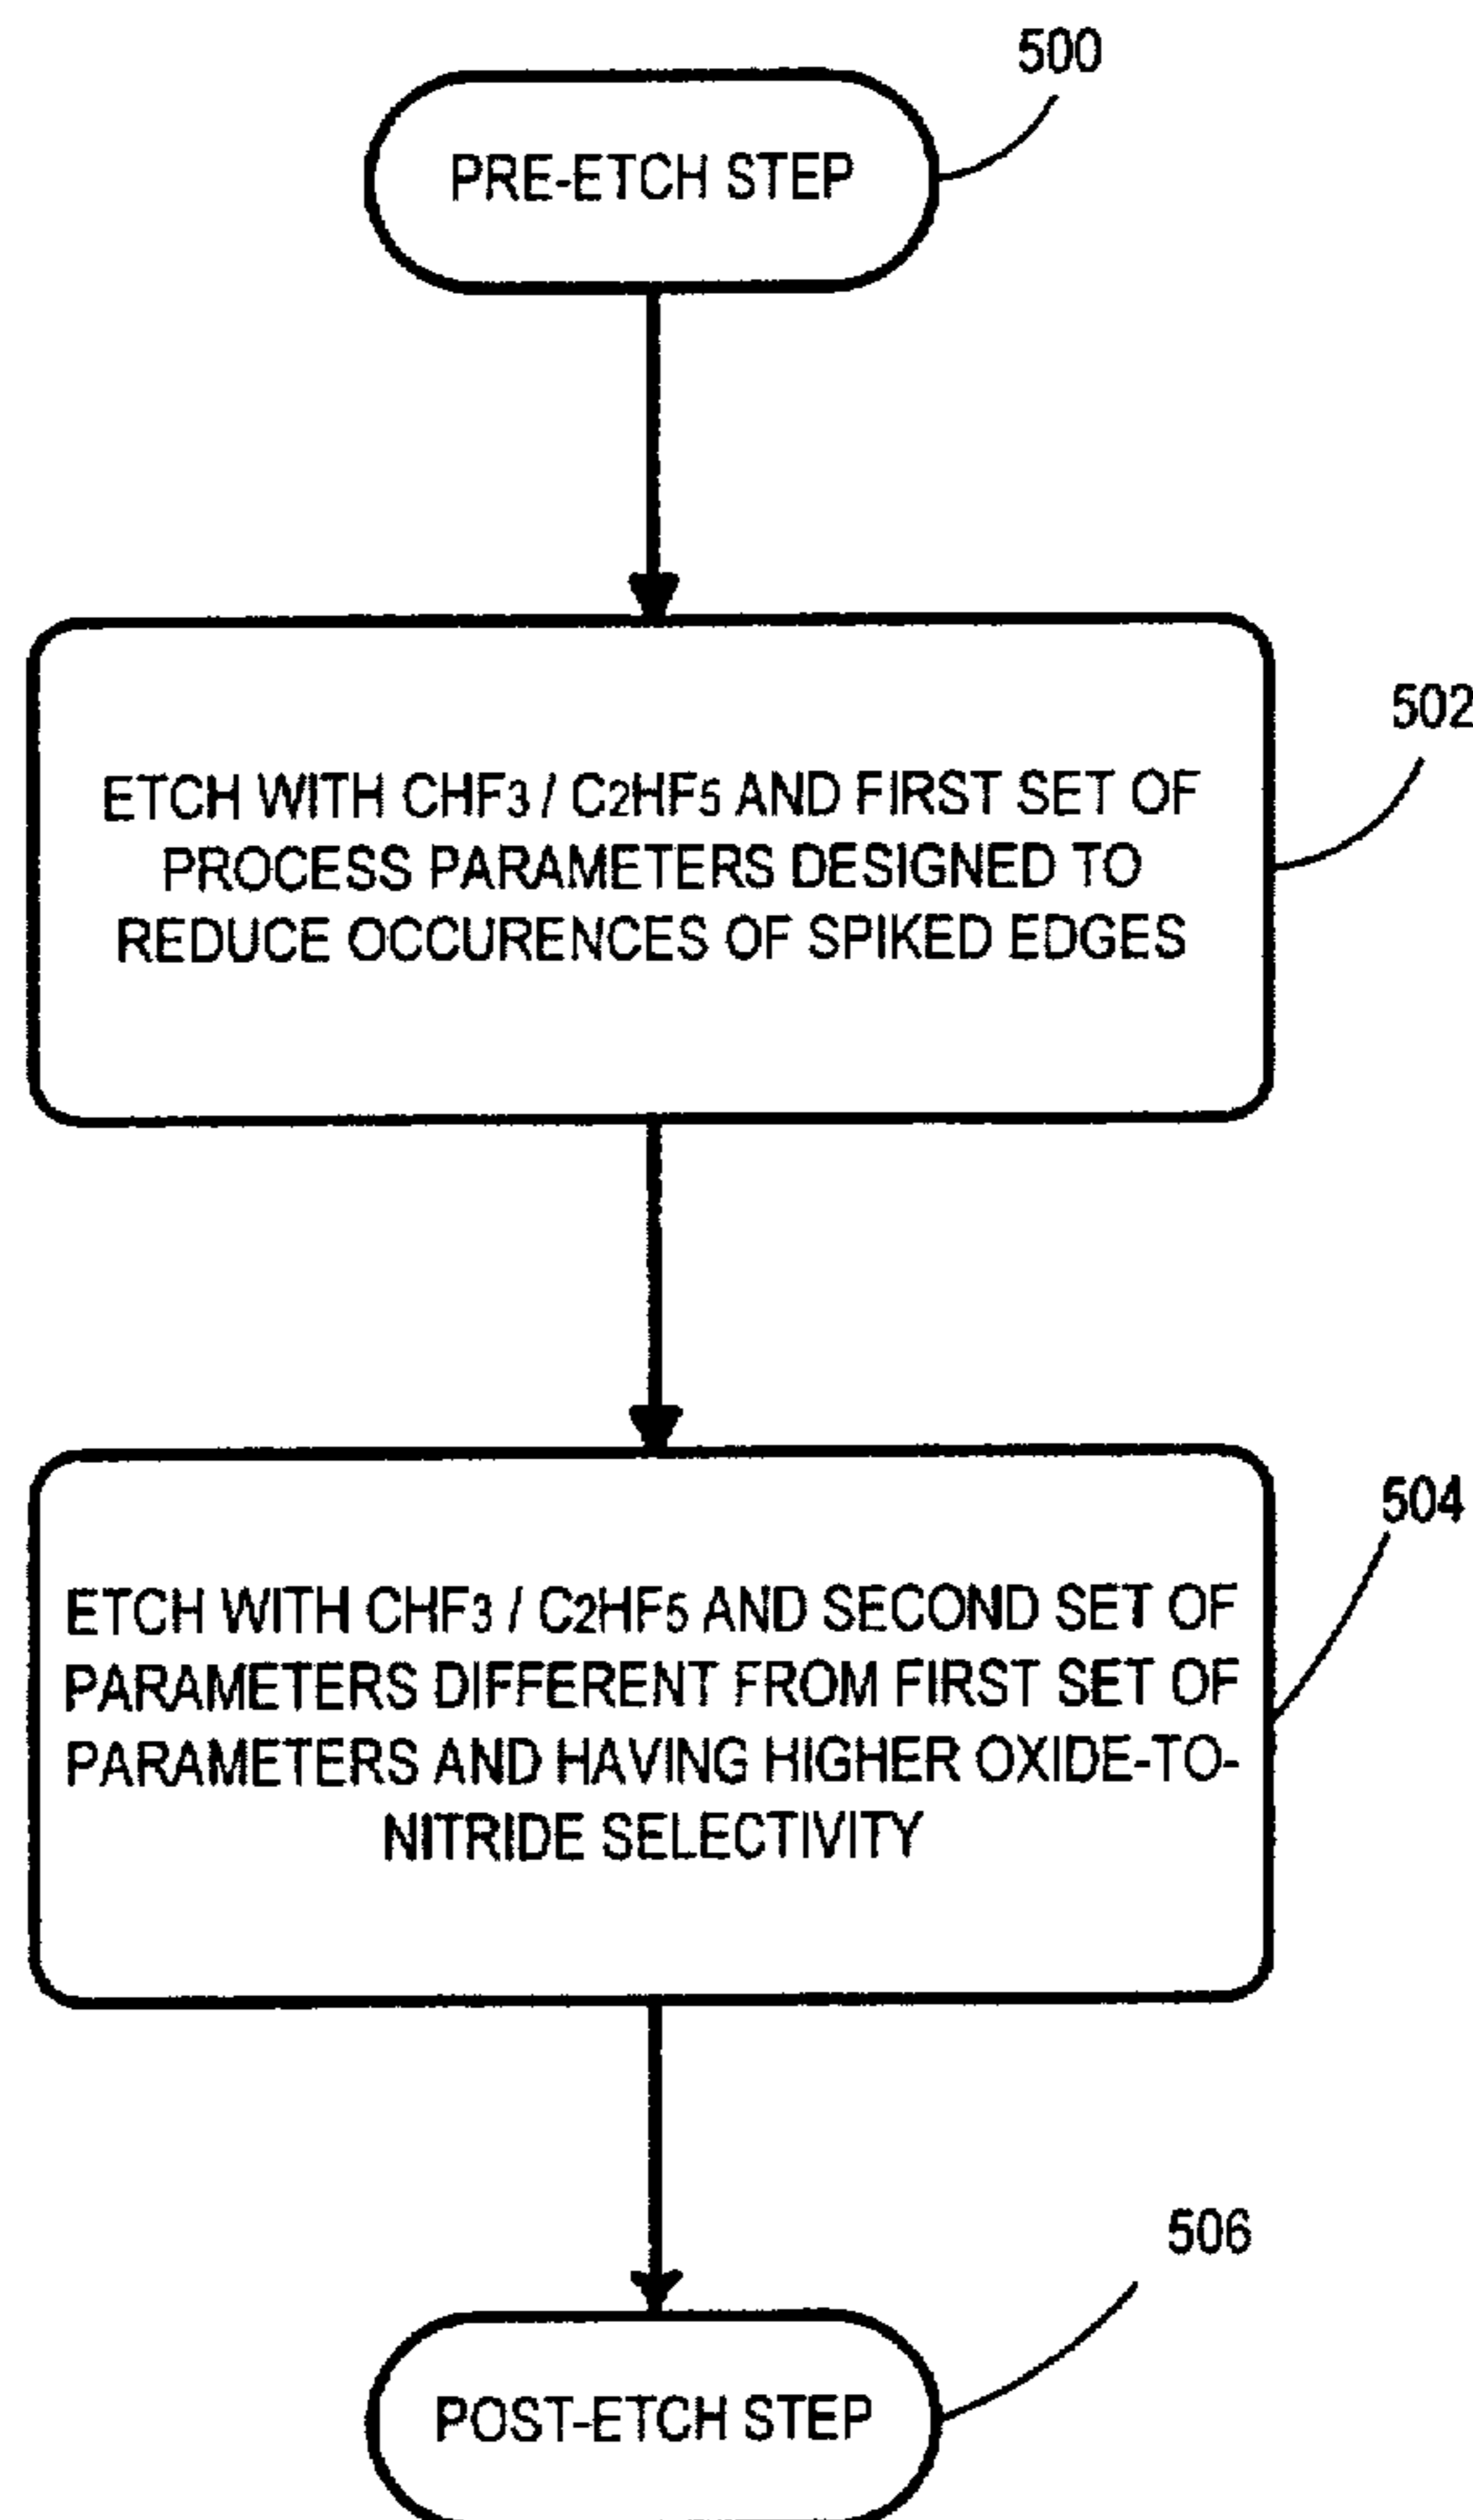 500
PRE-ETCH STEP
502
ETCH WITH CHF3 / C2HF5 AND FIRST SET OF
PROCESS PARAMETERS DESIGNED TO
REDUCE OCCURENCES OF SPIKED EDGES
504
ETCH WITH CHF3 / C2HF5 AND SECOND SET OF
PARAMETERS DIFFERENT FROM FIRST SET OF
PARAMETERS AND HAVING HIGHER OXIDE-TO-
NITRIDE SELECTIVITY
506
POST-ETCH STEP